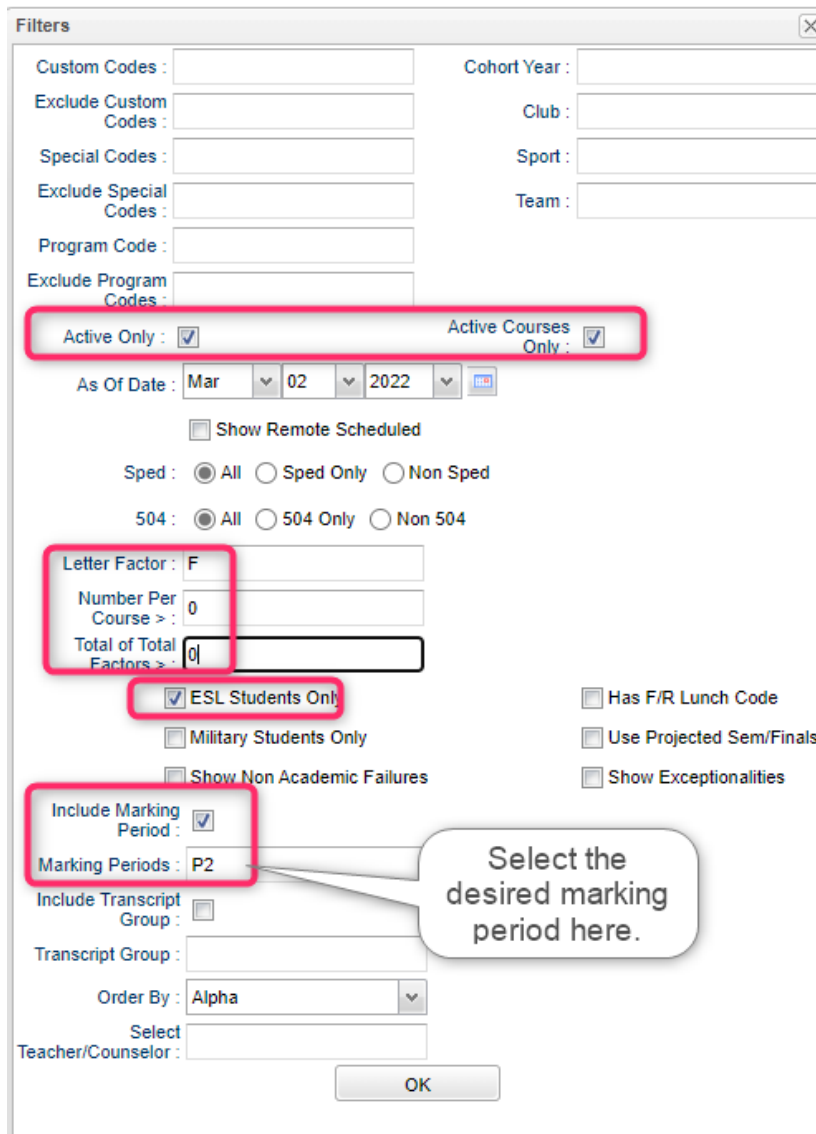 Filters
Custom Codes : Cohort Year :
Exclude Custom
Codes : Club :
Special Codes : Sport :
Exclude Special
Codes : Team :
Program Code :
Exclude Program
Codes :
Active Only : Active Courses
Only :
As Of Date : Mar 02 2022
Show Remote Scheduled
Sped : All Sped Only Non Sped
504 : All 504 Only Non 504
Letter Factor : F
Number Per
Course > : 0
Total of Total
Factors > : 0
ESL Students Only Has F/R Lunch Code
Military Students Only Use Projected Sem/Finals
Show Non Academic Failures Show Exceptionalities
Include Marking
Period :
Marking Periods : P2
Select the
desired marking
period here.
Include Transcript
Group :
Transcript Group :
Order By : Alpha
Select
Teacher/Counselor :
OK